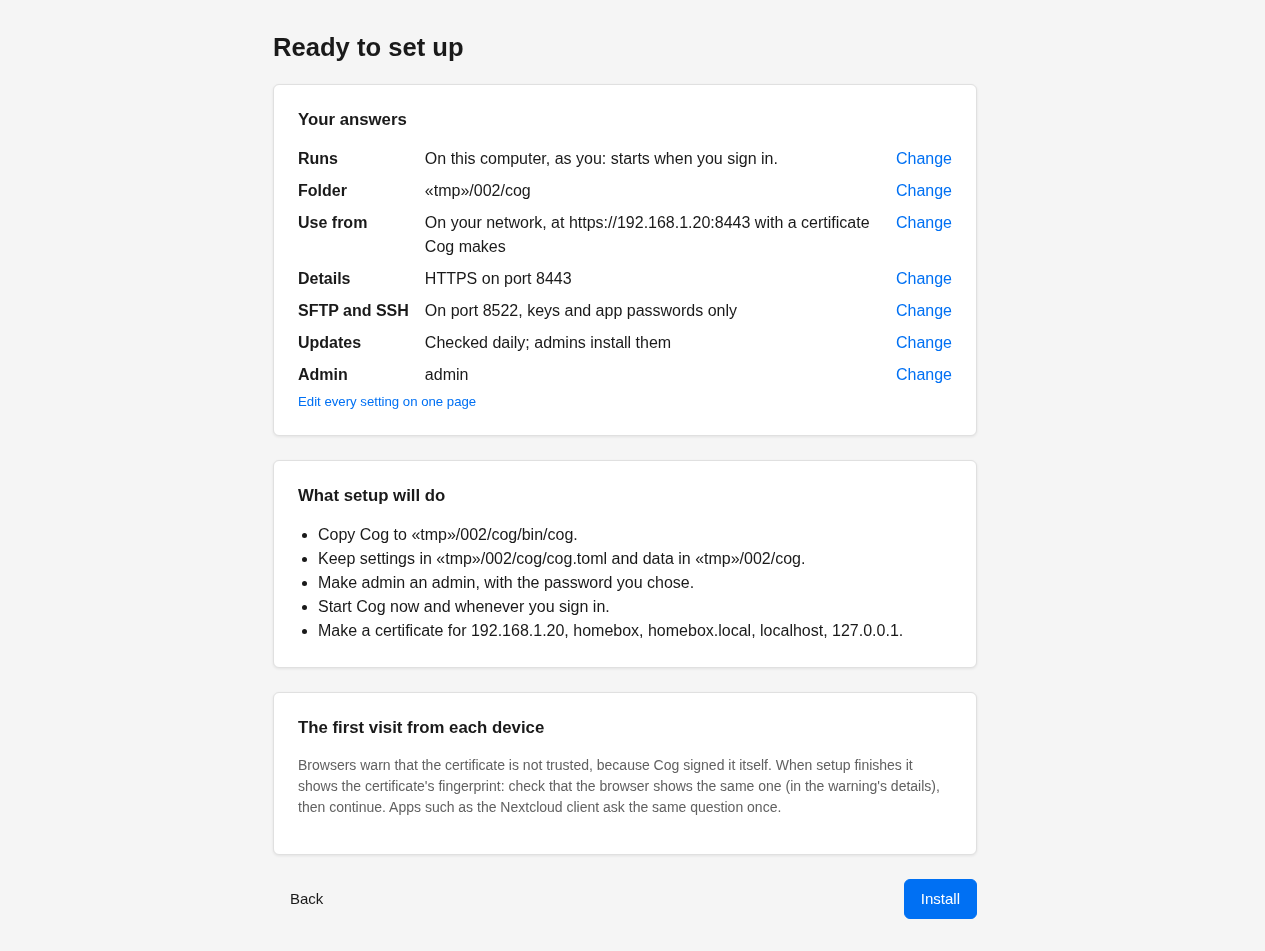 Ready to set up
Your answers
Runs On this computer, as you: starts when you sign in. Change
Folder «tmp»/002/cog Change
Use from On your network, at https://192.168.1.20:8443 with a certificate Change
Cog makes
Details HTTPS on port 8443 Change
SFTP and SSH On port 8522, keys and app passwords only Change
Updates Checked daily; admins install them Change
Admin admin Change
Edit every setting on one page
What setup will do
• Copy Cog to «tmp»/002/cog/bin/cog.
• Keep settings in «tmp»/002/cog/cog.toml and data in «tmp»/002/cog.
• Make admin an admin, with the password you chose.
• Start Cog now and whenever you sign in.
• Make a certificate for 192.168.1.20, homebox, homebox.local, localhost, 127.0.0.1.
The first visit from each device
Browsers warn that the certificate is not trusted, because Cog signed it itself. When setup finishes it
shows the certificate's fingerprint: check that the browser shows the same one (in the warning's details),
then continue. Apps such as the Nextcloud client ask the same question once.
Back Install